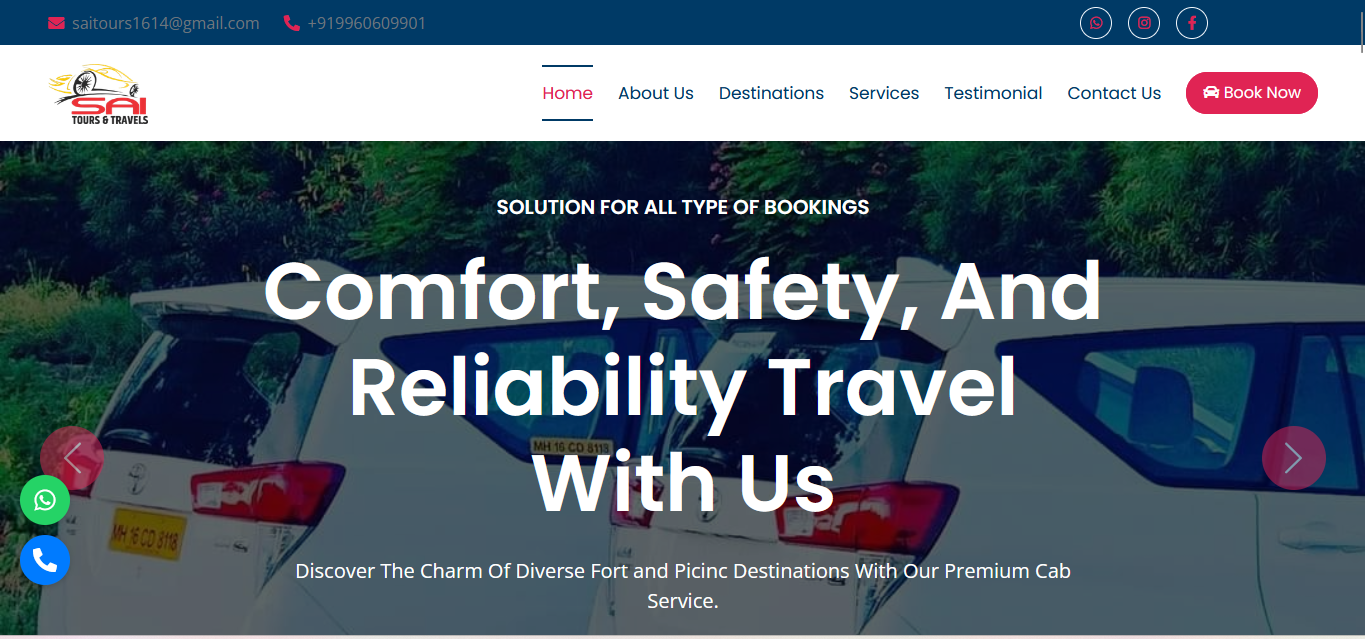 saitours1614@gmail.com +919960609901
SAI
TOURS & TRAVELS
Home About Us Destinations Services Testimonial Contact Us Book Now
SOLUTION FOR ALL TYPE OF BOOKINGS
Comfort, Safety, And
Reliability Travel
MH 16 CD 8118
With Us
MH 16 CD 8118
Discover The Charm Of Diverse Fort and Picinc Destinations With Our Premium Cab
Service.